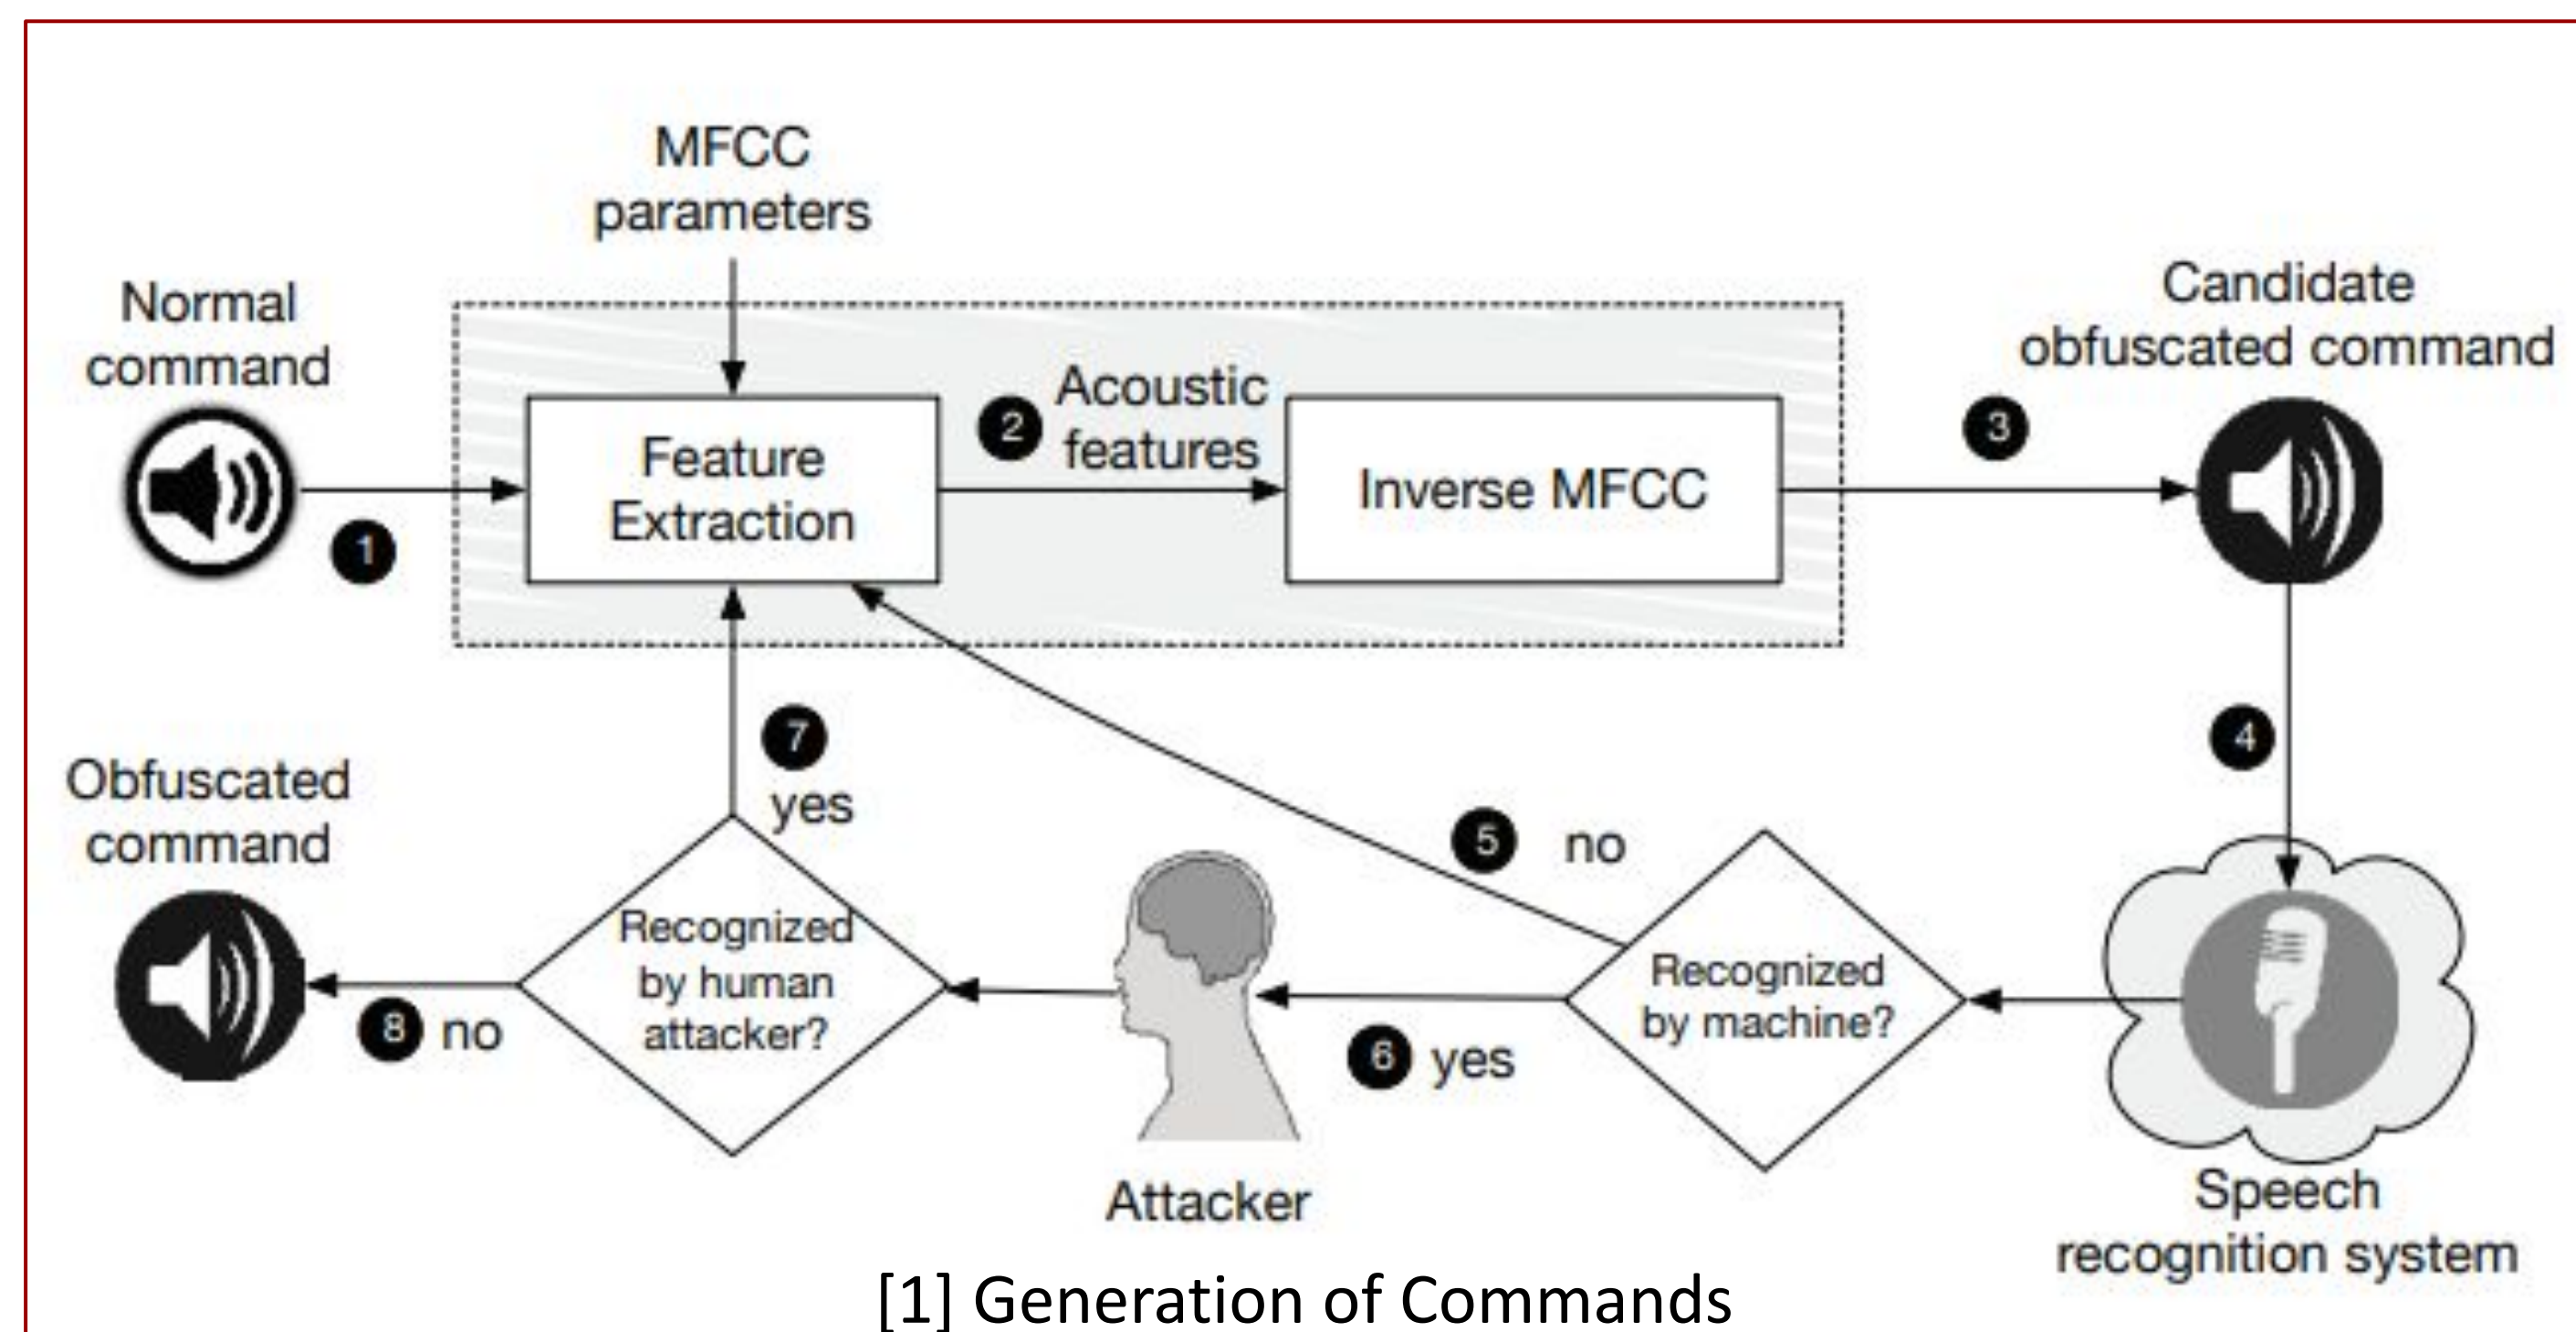 MFCC
parameters
Normal
command
Candidate
obfuscated command
1
Feature
Extraction
2
Acoustic
features
Inverse MFCC
3
4
7
yes
5 no
Obfuscated
command
8 no
Recognized
by human
attacker?
Attacker
6 yes
Recognized
by machine?
Speech
recognition system
[1] Generation of Commands